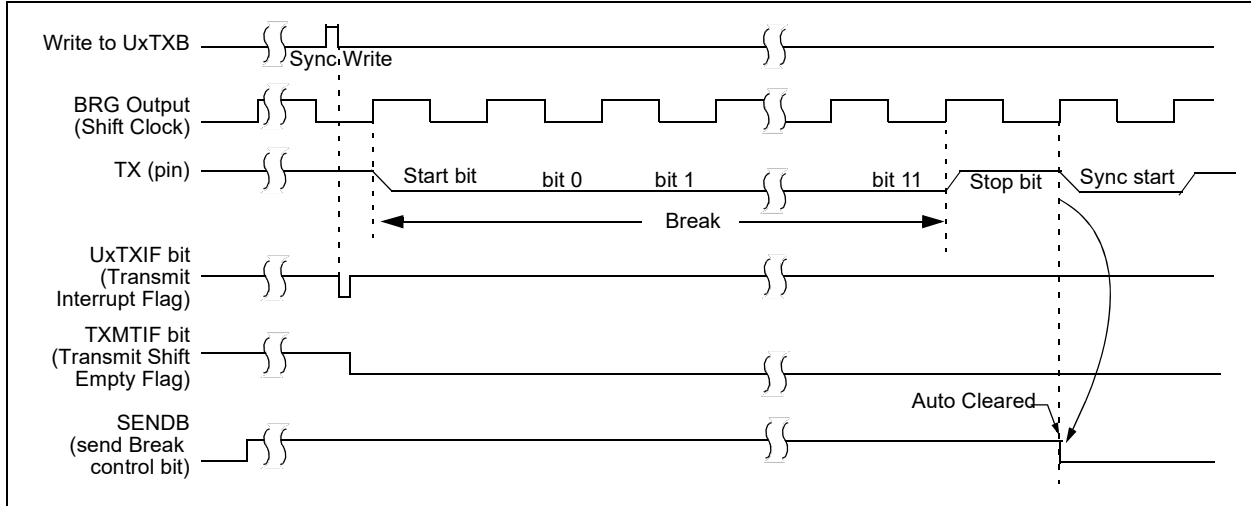 Write to UxTXB
Sync Write
BRG Output
(Shift Clock)
TX (pin)
Start bit
bit 0
bit 1
bit 11
Stop bit
Sync start
Break
UxTXIF bit
(Transmit
Interrupt Flag)
TXMTIF bit
(Transmit Shift
Empty Flag)
Auto Cleared
SENDB
(send Break
control bit)